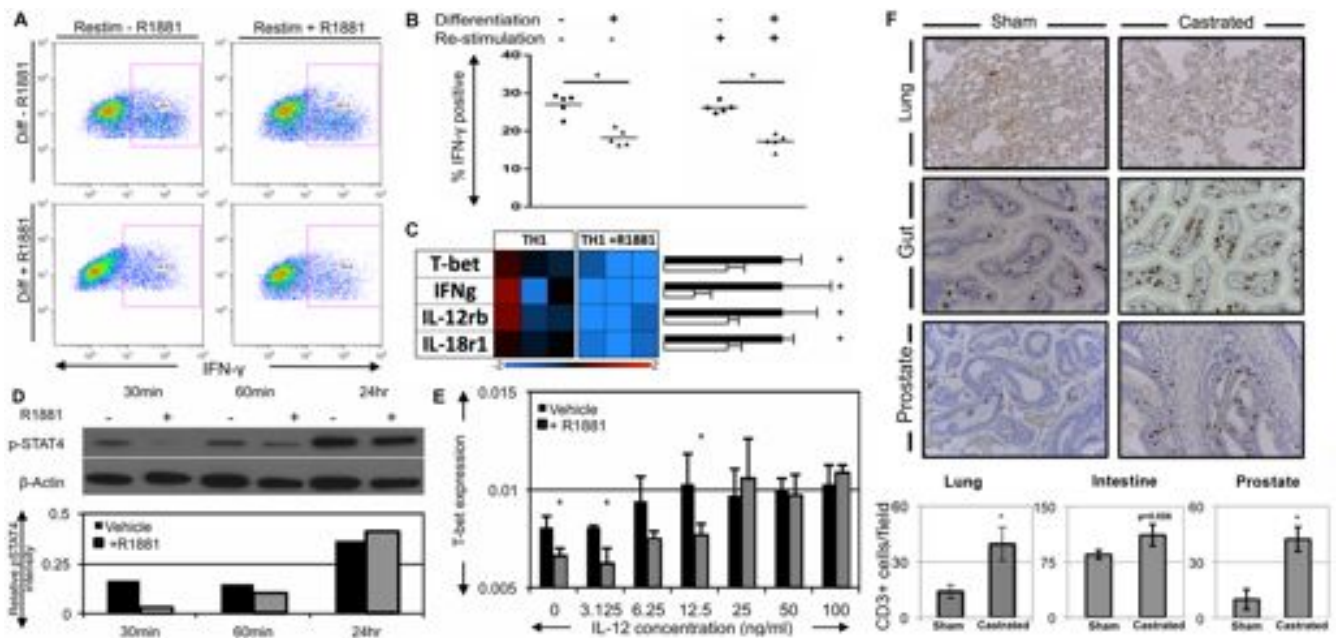 A
Restim - R1881
Restim + R1881
Diff - R1881
Diff + R1881
IFN-γ
B
Differentiation - + - +
Re-stimulation - - + +
% IFN-γ positive
40
30
20
10
0
+
+
C
TH1
TH1 +R1881
T-bet
IFNg
IL-12rb
IL-18r1
+
+
+
+
D
30min 60min 24hr
R1881 - + - + - +
p-STAT4
β-Actin
Relative pSTAT4 intensity
0.5
0.25
0
Vehicle
+R1881
30min 60min 24hr
E
T-bet expression
0.015
0.01
0.005
Vehicle
+ R1881
0 3.125 6.25 12.5 25 50 100
IL-12 concentration (ng/ml)
F
Sham Castrated
Lung
Gut
Prostate
CD3+ cells/field
Lung
60
30
0
Sham Castrated
Intestine
150
75
0
Sham Castrated
Prostate
60
30
0
Sham Castrated